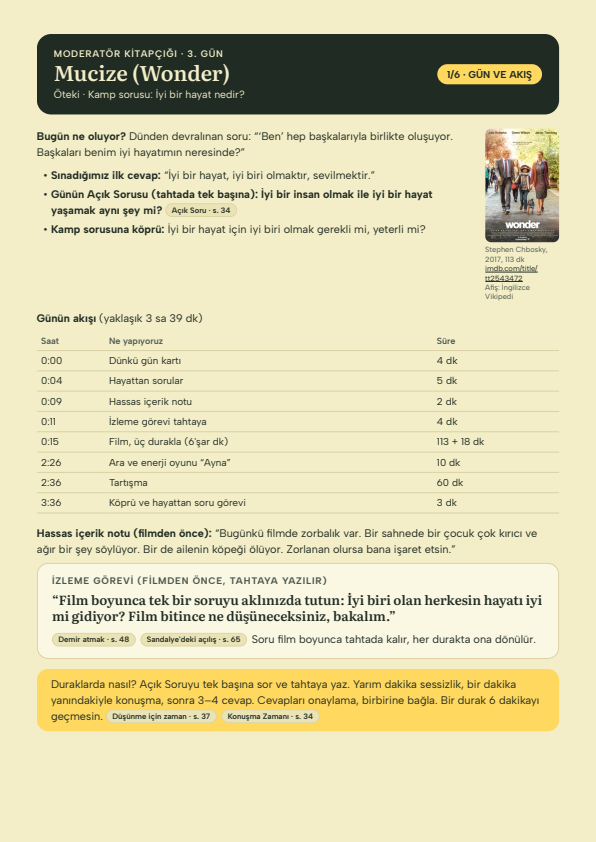 MODERATÖR KİTAPÇIĞI · 3. GÜN
Mucize (Wonder)
Öteki · Kamp sorusu: İyi bir hayat nedir?
1/6 · GÜN VE AKIŞ
Bugün ne oluyor? Dünden devralınan soru: “‘Ben’ hep başkalarıyla birlikte oluşuyor.
Başkaları benim iyi hayatımın neresinde?”
• Sınadığımız ilk cevap: “İyi bir hayat, iyi biri olmaktır, sevilmektir.”
• Günün Açık Sorusu (tahtada tek başına): İyi bir insan olmak ile iyi bir hayat
yaşamak aynı şey mi? Açık Soru · s. 34
• Kamp sorusuna köprü: İyi bir hayat için iyi biri olmak gerekli mi, yeterli mi?
wonder
Stephen Chbosky,
2017, 113 dk
imdb.com/title/
tt2543472
Afiş: İngilizce
Vikipedi
Günün akışı (yaklaşık 3 sa 39 dk)
Saat Ne yapıyoruz Süre
0:00 Dünkü gün kartı 4 dk
0:04 Hayattan sorular 5 dk
0:09 Hassas içerik notu 2 dk
0:11 İzleme görevi tahtaya 4 dk
0:15 Film, üç durakla (6'şar dk) 113 + 18 dk
2:26 Ara ve enerji oyunu “Ayna” 10 dk
2:36 Tartışma 60 dk
3:36 Köprü ve hayattan soru görevi 3 dk
Hassas içerik notu (filmden önce): “Bugünkü filmde zorbalık var. Bir sahnede bir çocuk çok kırıcı ve
ağır bir şey söylüyor. Bir de ailenin köpeği ölüyor. Zorlanan olursa bana işaret etsin.”
İZLEME GÖREVİ (FİLMDEN ÖNCE, TAHTAYA YAZILIR)
“Film boyunca tek bir soruyu aklınızda tutun: İyi biri olan herkesin hayatı iyi
mi gidiyor? Film bitince ne düşüneceksiniz, bakalım.”
Demir atmak · s. 48 Sandalye'deki açılış · s. 65 Soru film boyunca tahtada kalır, her durakta ona dönülür.
Duraklarda nasıl? Açık Soruyu tek başına sor ve tahtaya yaz. Yarım dakika sessizlik, bir dakika
yanındakiyle konuşma, sonra 3–4 cevap. Cevapları onaylama, birbirine bağla. Bir durak 6 dakikayı
geçmesin. Düşünme için zaman · s. 37 Konuşma Zamanı · s. 34